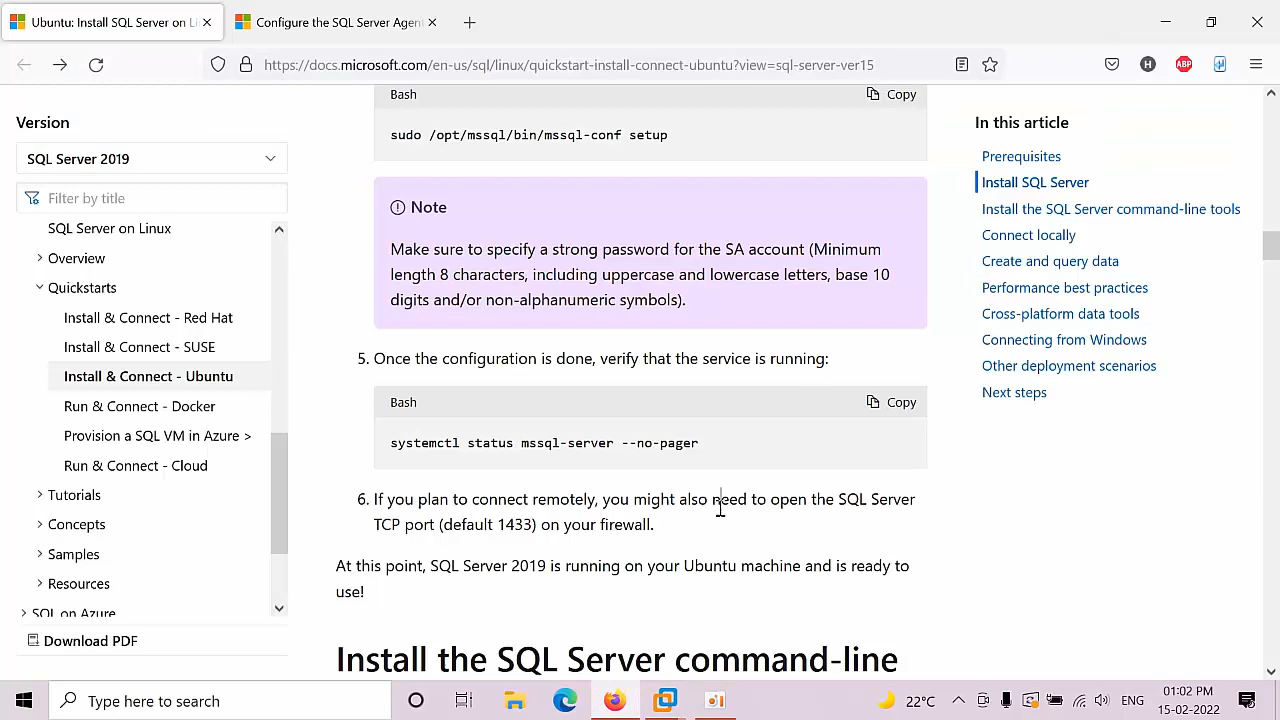 Ubuntu: Install SQL Server on Li
Configure the SQL Server Agent
https://docs.microsoft.com/en-us/sql/linux/quickstart-install-connect-ubuntu?view=sql-server-ver15
H
ABP
Version
SQL Server 2019
Filter by title
SQL Server on Linux
Overview
Quickstarts
Install & Connect - Red Hat
Install & Connect - SUSE
Install & Connect - Ubuntu
Run & Connect - Docker
Provision a SQL VM in Azure >
Run & Connect - Cloud
Tutorials
Concepts
Samples
Resources
SQL on Azure
Download PDF
Bash
Copy
sudo /opt/mssql/bin/mssql-conf setup
Note
Make sure to specify a strong password for the SA account (Minimum
length 8 characters, including uppercase and lowercase letters, base 10
digits and/or non-alphanumeric symbols).
5. Once the configuration is done, verify that the service is running:
Bash
Copy
systemctl status mssql-server --no-pager
6. If you plan to connect remotely, you might also need to open the SQL Server
TCP port (default 1433) on your firewall.
At this point, SQL Server 2019 is running on your Ubuntu machine and is ready to
use!
Install the SQL Server command-line
In this article
Prerequisites
Install SQL Server
Install the SQL Server command-line tools
Connect locally
Create and query data
Performance best practices
Cross-platform data tools
Connecting from Windows
Other deployment scenarios
Next steps
Type here to search
22°C
ENG
01:02 PM
15-02-2022